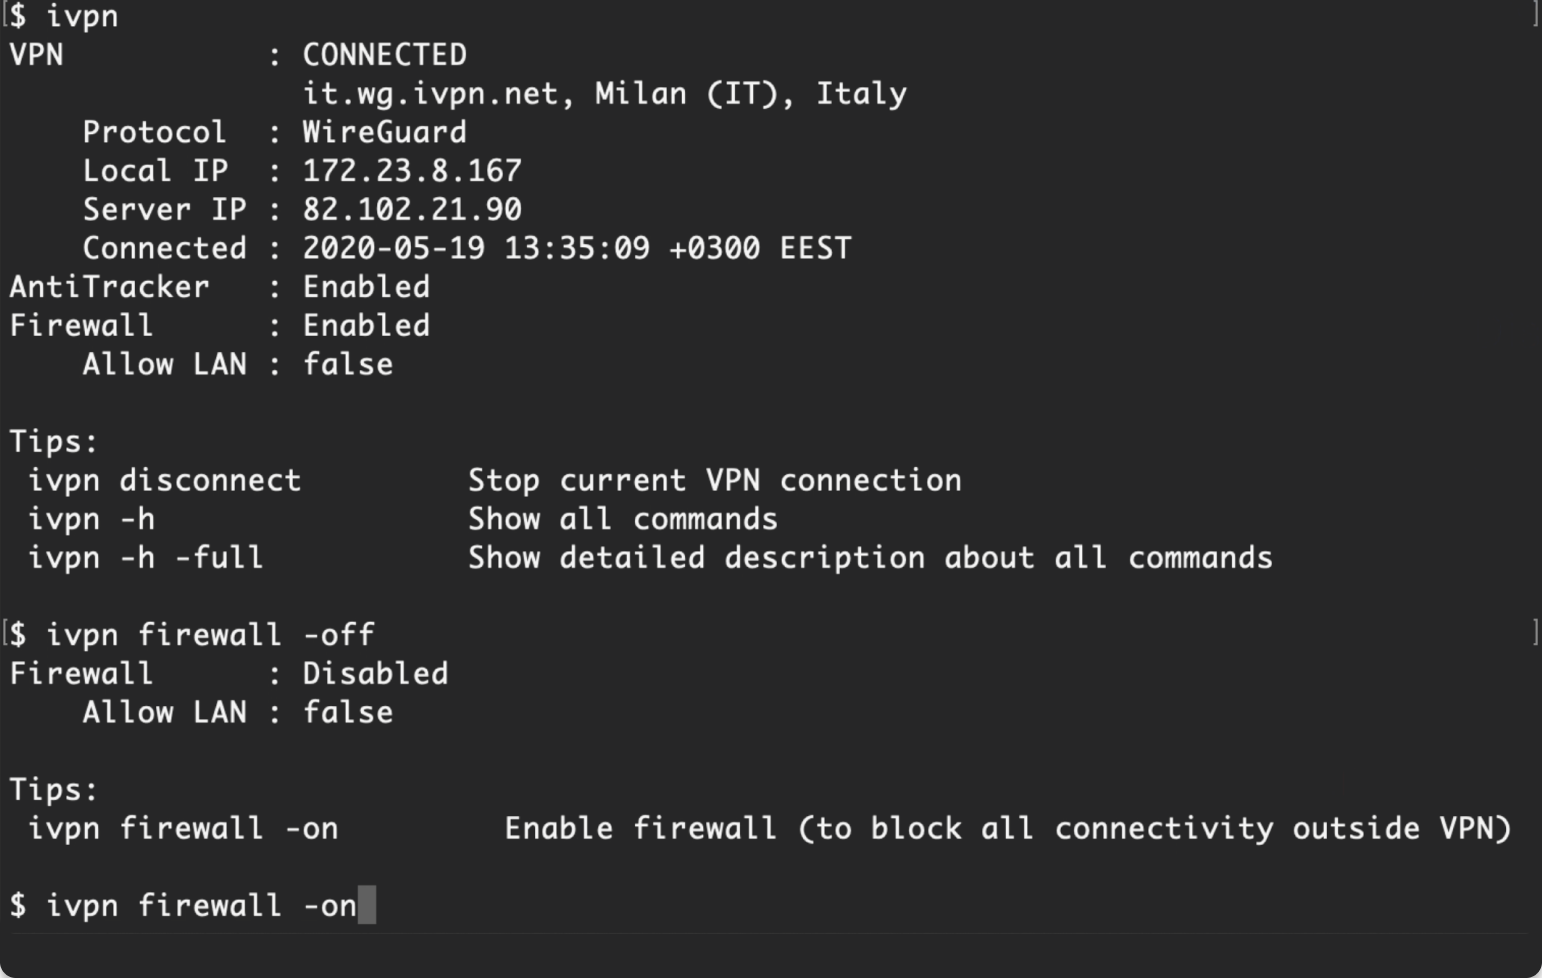 [$ ivpn ]
VPN           : CONNECTED
                it.wg.ivpn.net, Milan (IT), Italy
    Protocol  : WireGuard
    Local IP  : 172.23.8.167
    Server IP : 82.102.21.90
    Connected : 2020-05-19 13:35:09 +0300 EEST
AntiTracker   : Enabled
Firewall      : Enabled
    Allow LAN : false

Tips:
 ivpn disconnect         Stop current VPN connection
 ivpn -h                 Show all commands
 ivpn -h -full           Show detailed description about all commands

[$ ivpn firewall -off ]
Firewall      : Disabled
    Allow LAN : false

Tips:
 ivpn firewall -on         Enable firewall (to block all connectivity outside VPN)

$ ivpn firewall -on